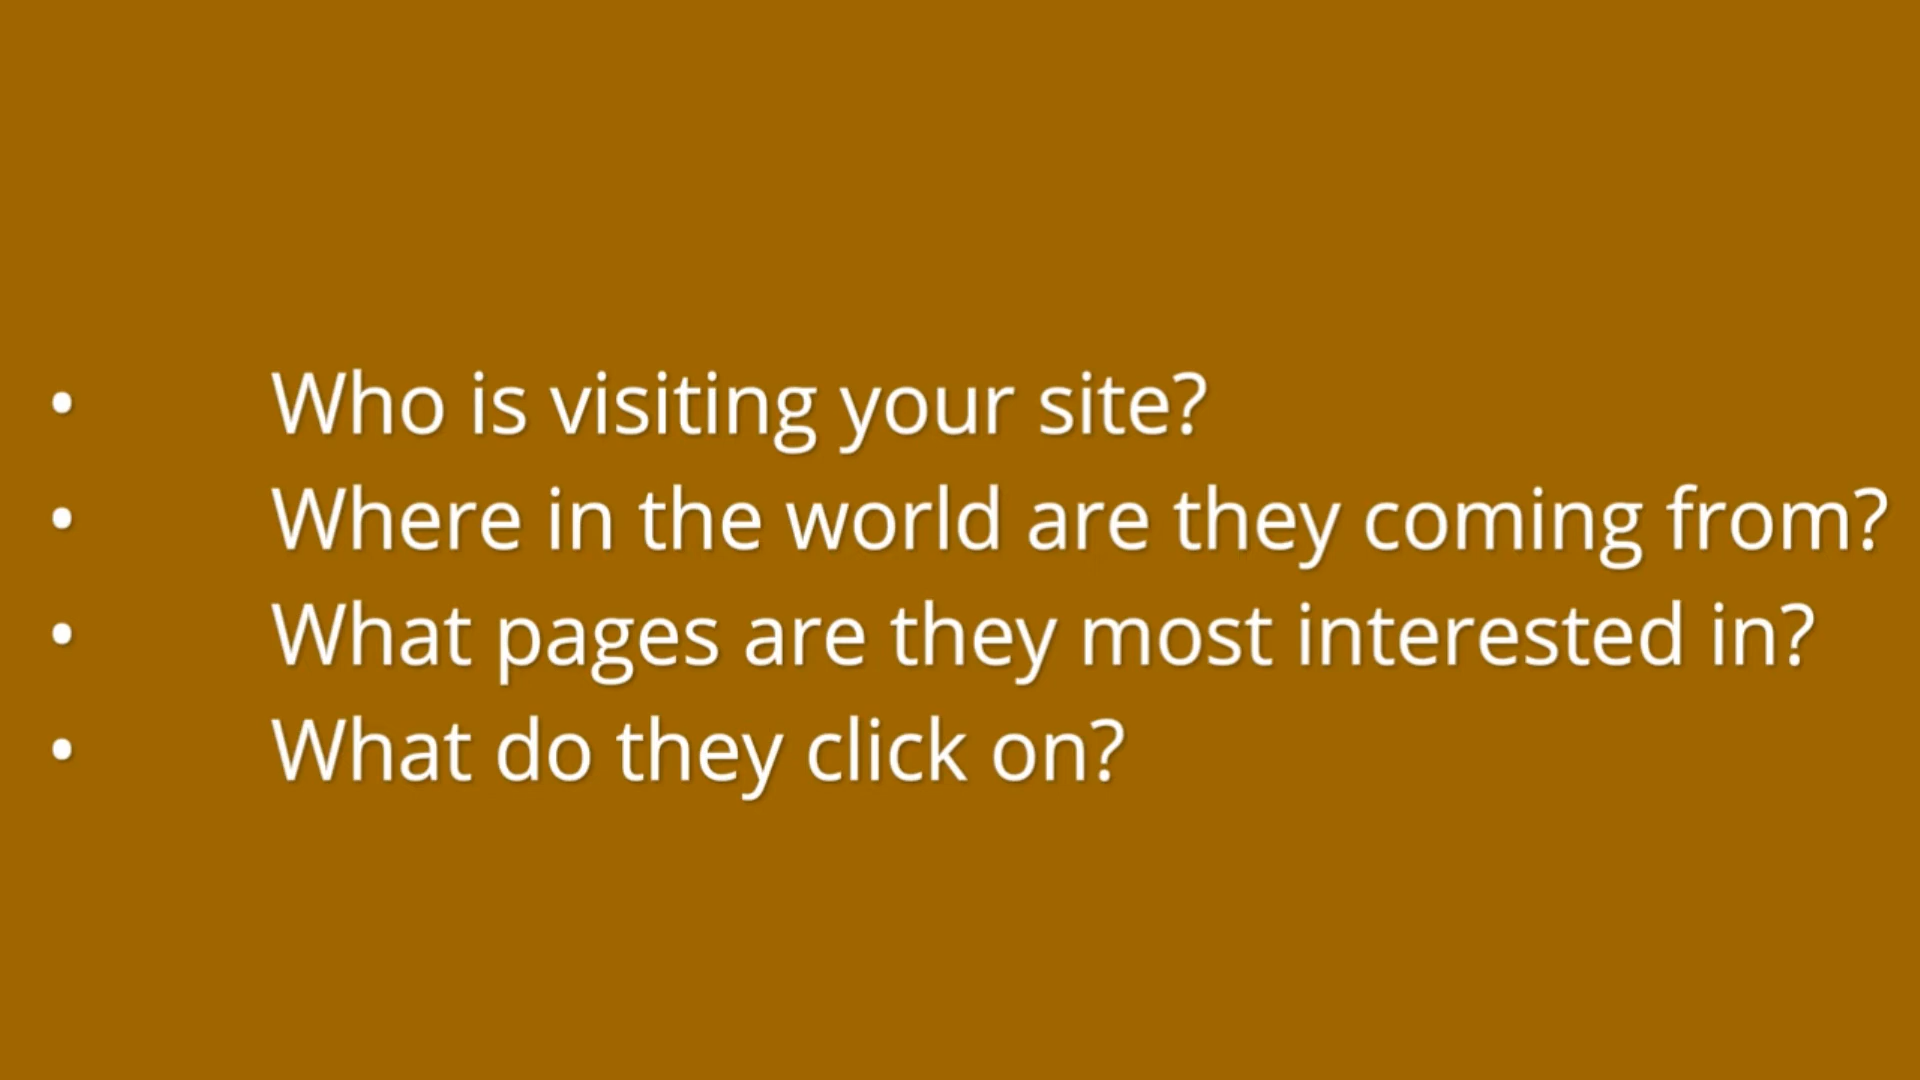 • Who is visiting your site?
• Where in the world are they coming from?
• What pages are they most interested in?
• What do they click on?